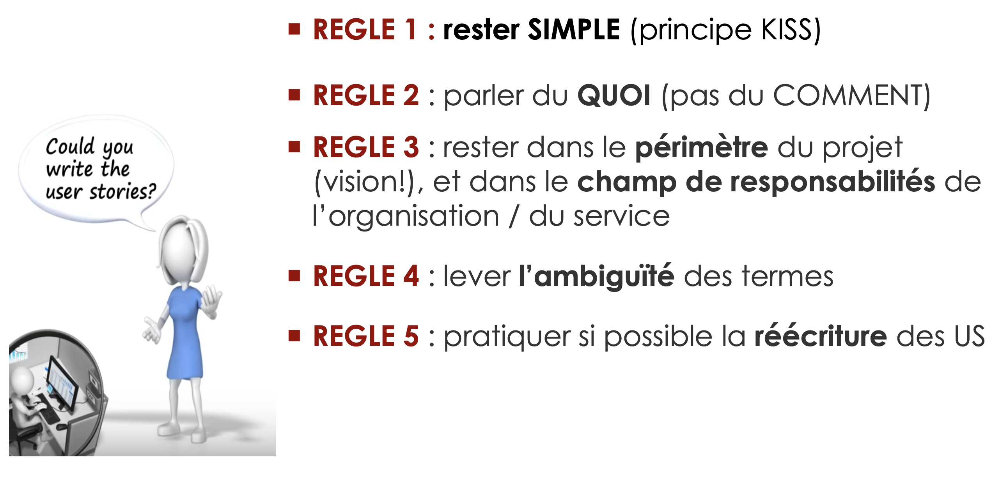 ▪ REGLE 1 : rester SIMPLE (principe KISS)
▪ REGLE 2 : parler du QUOI (pas du COMMENT)
▪ REGLE 3 : rester dans le périmètre du projet
(vision!), et dans le champ de responsabilités de
l’organisation / du service
▪ REGLE 4 : lever l’ambiguïté des termes
▪ REGLE 5 : pratiquer si possible la réécriture des US
Could you
write the
user stories?
IN
OUT